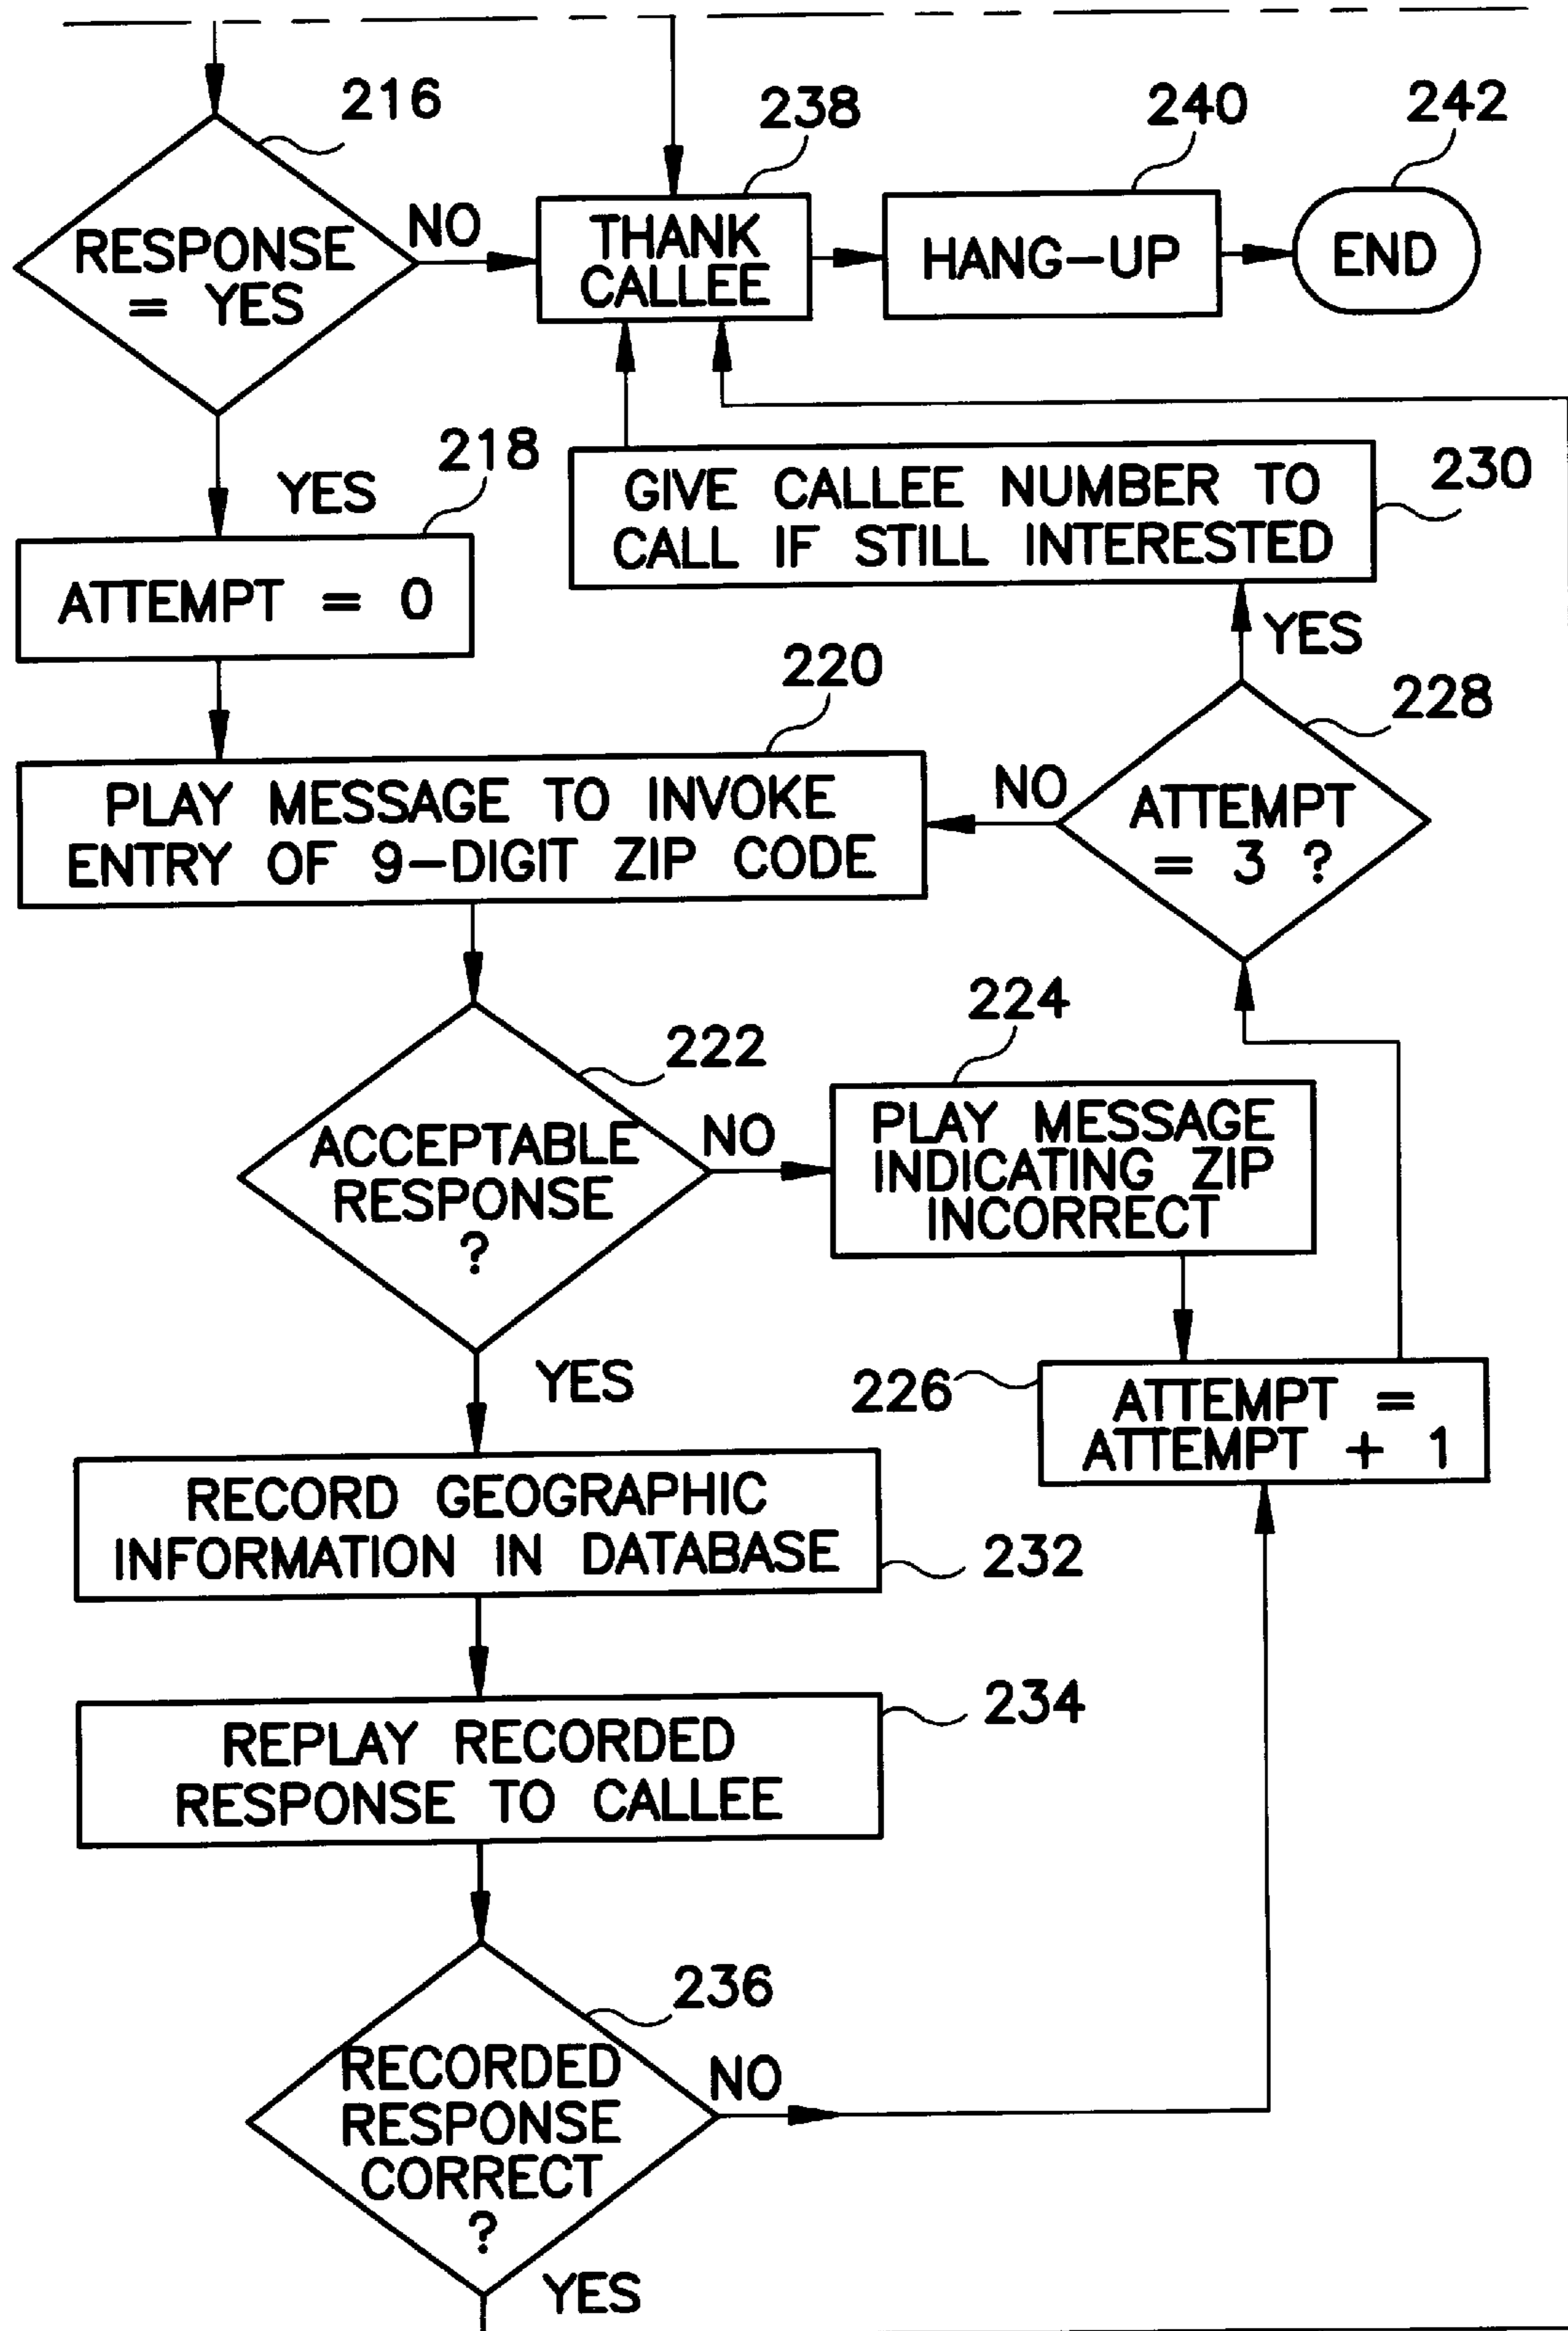 216
238
240
242
RESPONSE
= YES
NO
THANK
CALLEE
HANG-UP
END
YES
218
ATTEMPT = 0
GIVE CALLEE NUMBER TO
CALL IF STILL INTERESTED
230
YES
220
PLAY MESSAGE TO INVOKE
ENTRY OF 9-DIGIT ZIP CODE
NO
228
ATTEMPT
= 3 ?
222
ACCEPTABLE
RESPONSE
?
NO
224
PLAY MESSAGE
INDICATING ZIP
INCORRECT
YES
226
ATTEMPT =
ATTEMPT + 1
RECORD GEOGRAPHIC
INFORMATION IN DATABASE
232
REPLAY RECORDED
RESPONSE TO CALLEE
234
236
RECORDED
RESPONSE
CORRECT
?
NO
YES